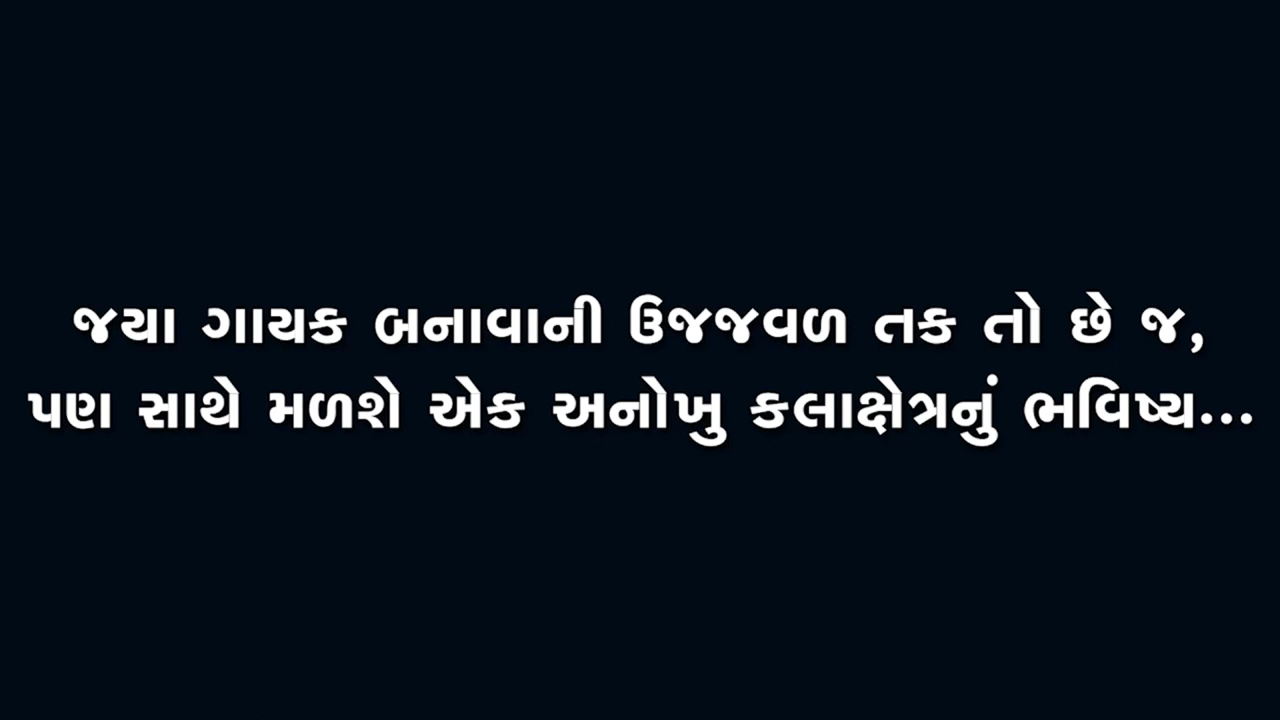 જયા ગાયક બનાવાની ઉજજવળ તક તો છે જ,
પણ સાથે મળશે એક અનોખુ કલાક્ષેત્રનું ભવિષ્ય...